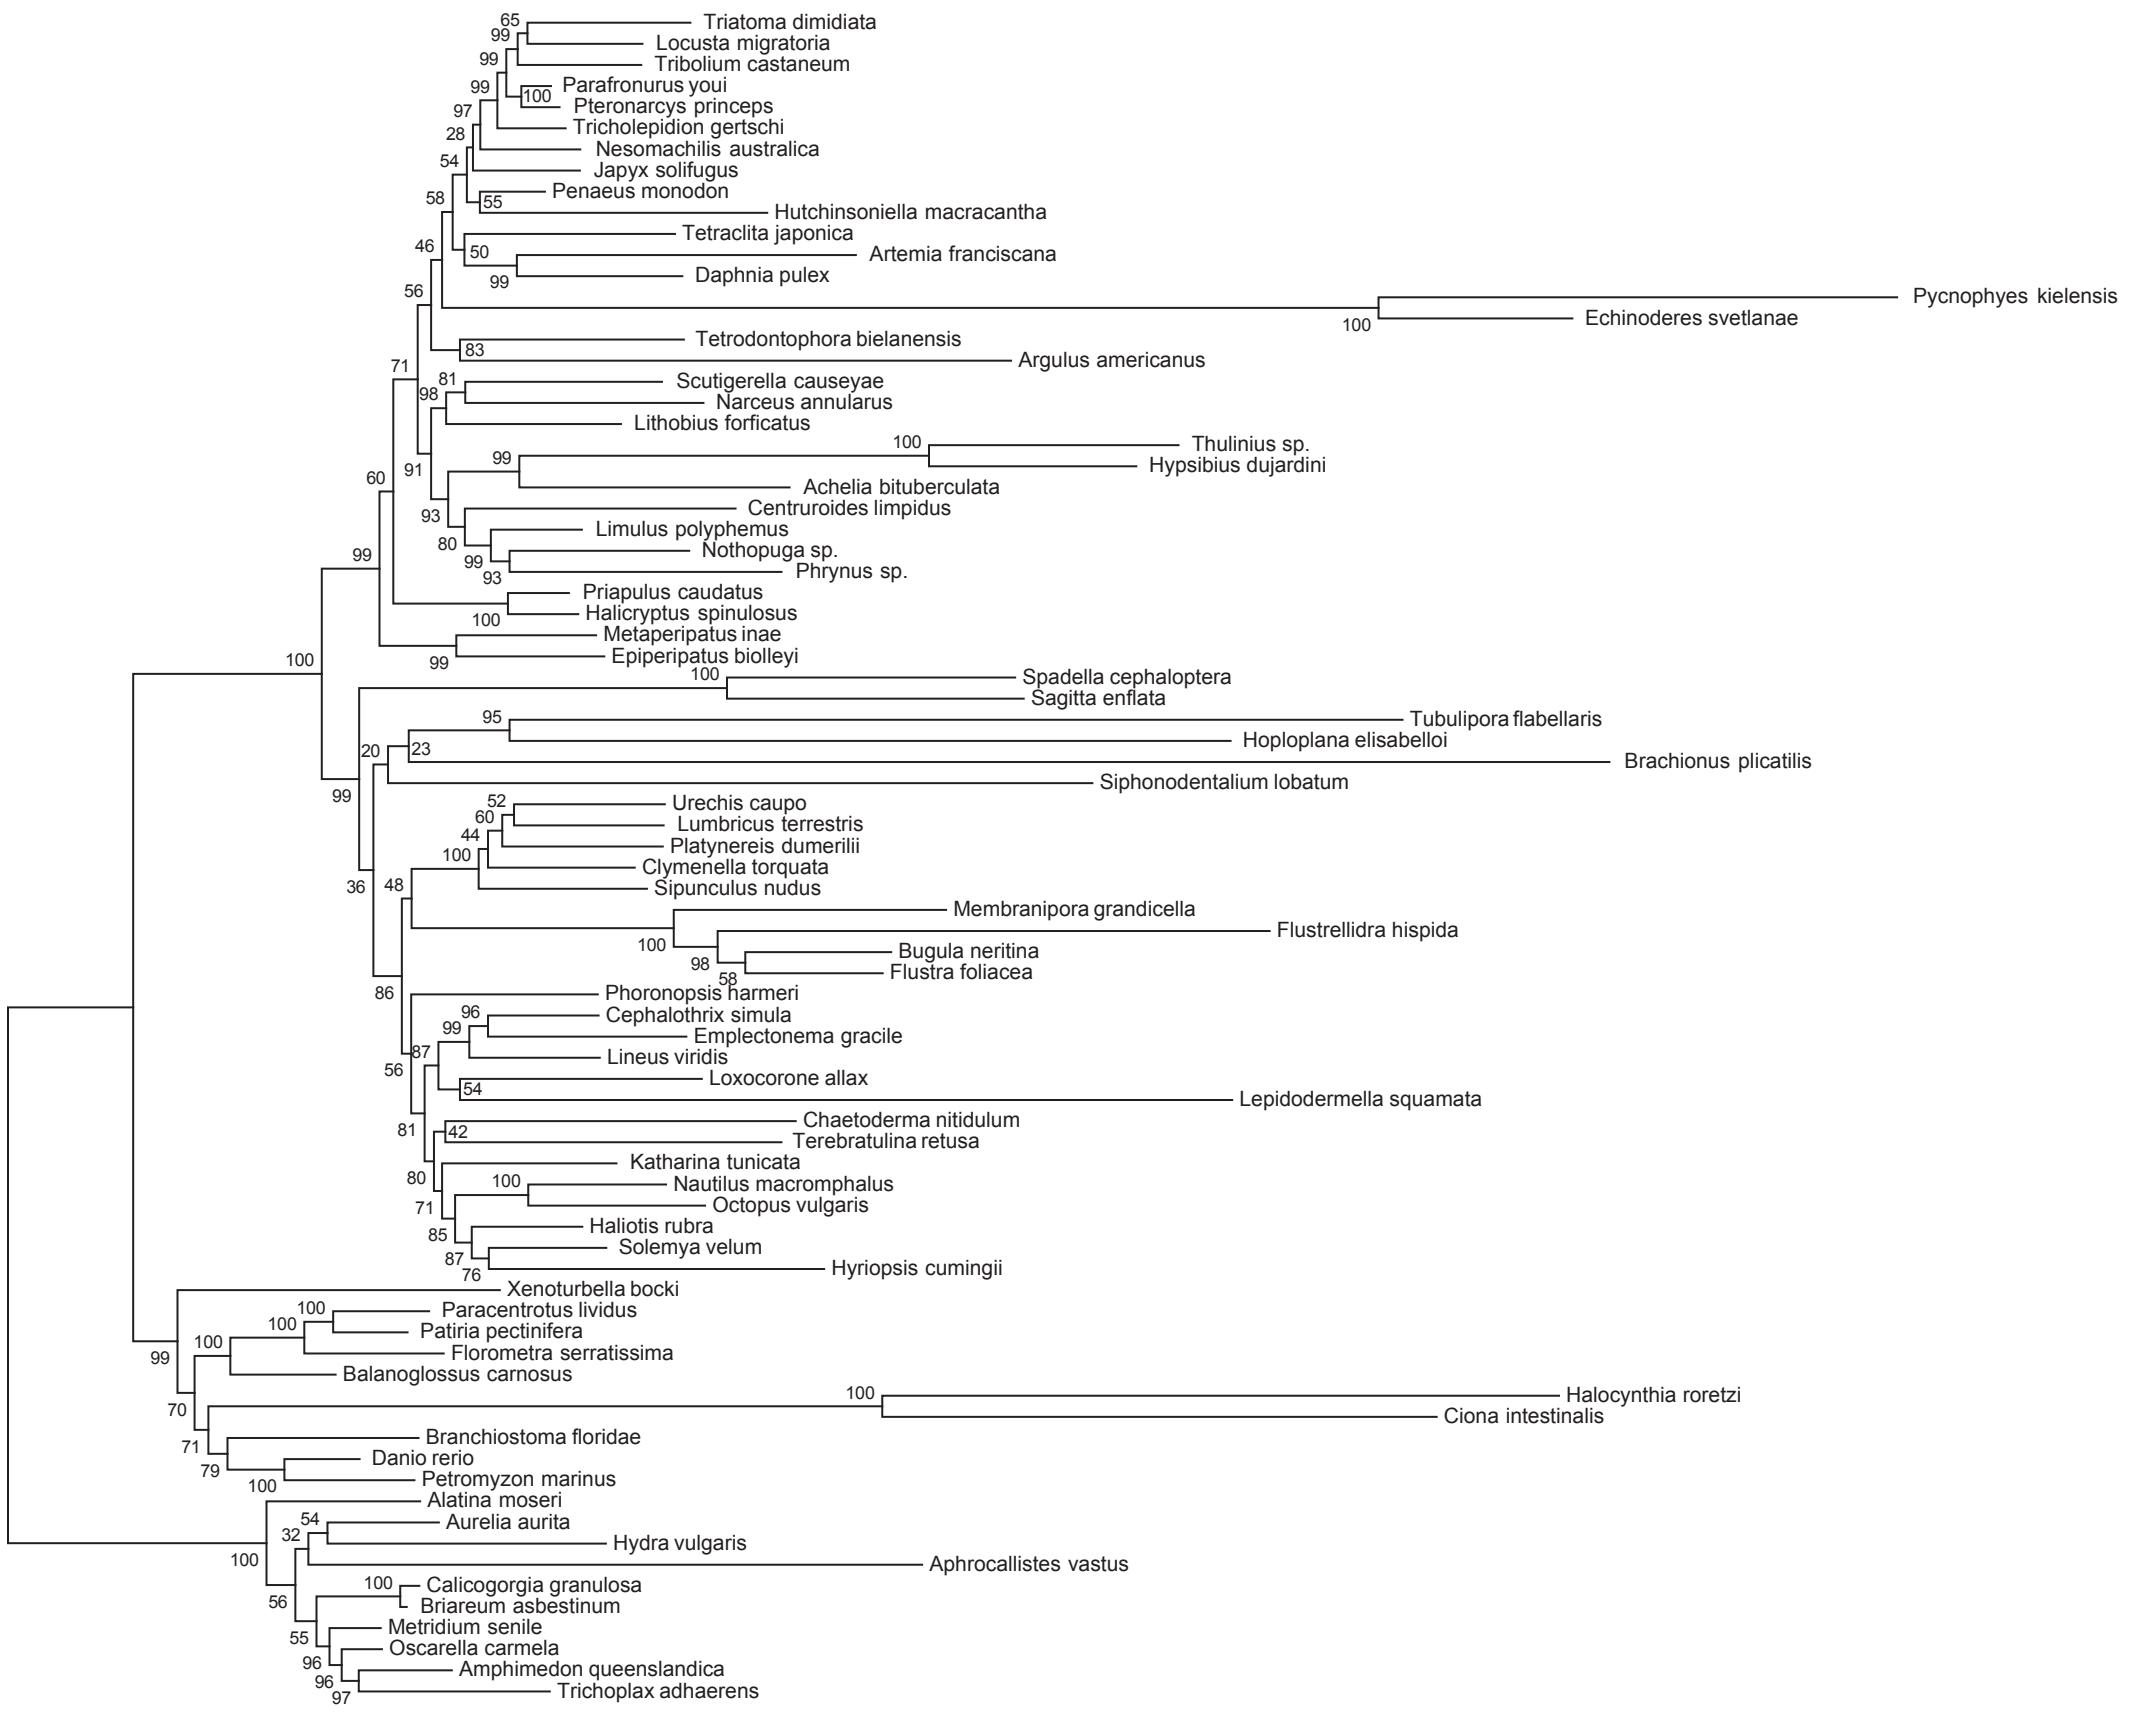 65 Triatoma dimidiata
99
Locusta migratoria
99 Tribolium castaneum
99 Parafronurus youi
100
97 Pteronarcys princeps
28 Tricholepidion gertschi
Nesomachilis australica
54 Japyx solifugus
58 Penaeus monodon
55
Hutchinsoniella macracantha
46 Tetraclita japonica
50 Artemia franciscana
99 Daphnia pulex
56 Pycnophyes kielensis
100 Echinoderes svetlanae
Tetrodontophora bielanensis
83
71 Argulus americanus
81 Scutigerella causeyae
98 Narceus annularus
Lithobius forficatus
100 Thulinius sp.
99
91 Hypsibius dujardini
60 Achelia bituberculata
93 Centruroides limpidus
Limulus polyphemus
80
99 Nothopuga sp.
99 93 Phrynus sp.
Priapulus caudatus
100 Halicryptus spinulosus
Metaperipatus inae
99 Epiperipatus biolleyi
100
100 Spadella cephaloptera
Sagitta enflata
95 Tubulipora flabellaris
20 23 Hoploplana elisabelloi
Brachionus plicatilis
Siphonodentalium lobatum
99
52 Urechis caupo
60 Lumbricus terrestris
44 Platynereis dumerilii
100 Clymenella torquata
36 48 Sipunculus nudus
Membranipora grandicella
100 Flustrellidra hispida
98 Bugula neritina
58 Flustra foliacea
86 Phoronopsis harmeri
96 Cephalothrix simula
99 Emplectonema gracile
87 Lineus viridis
56 Loxocorone allax
54
Lepidodermella squamata
81 Chaetoderma nitidulum
42
Terebratulina retusa
80 Katharina tunicata
100 Nautilus macromphalus
71 Octopus vulgaris
85 Haliotis rubra
87 Solemya velum
76 Hyriopsis cumingii
Xenoturbella bocki
100 Paracentrotus lividus
100 Patiria pectinifera
100 Florometra serratissima
99
Balanoglossus carnosus
100 Halocynthia roretzi
70 Ciona intestinalis
71 Branchiostoma floridae
79 Danio rerio
100 Petromyzon marinus
Alatina moseri
54 Aurelia aurita
32 Hydra vulgaris
100 Aphrocallistes vastus
100 Calicogorgia granulosa
56 Briareum asbestinum
55 Metridium senile
96 Oscarella carmela
96 Amphimedon queenslandica
97 Trichoplax adhaerens